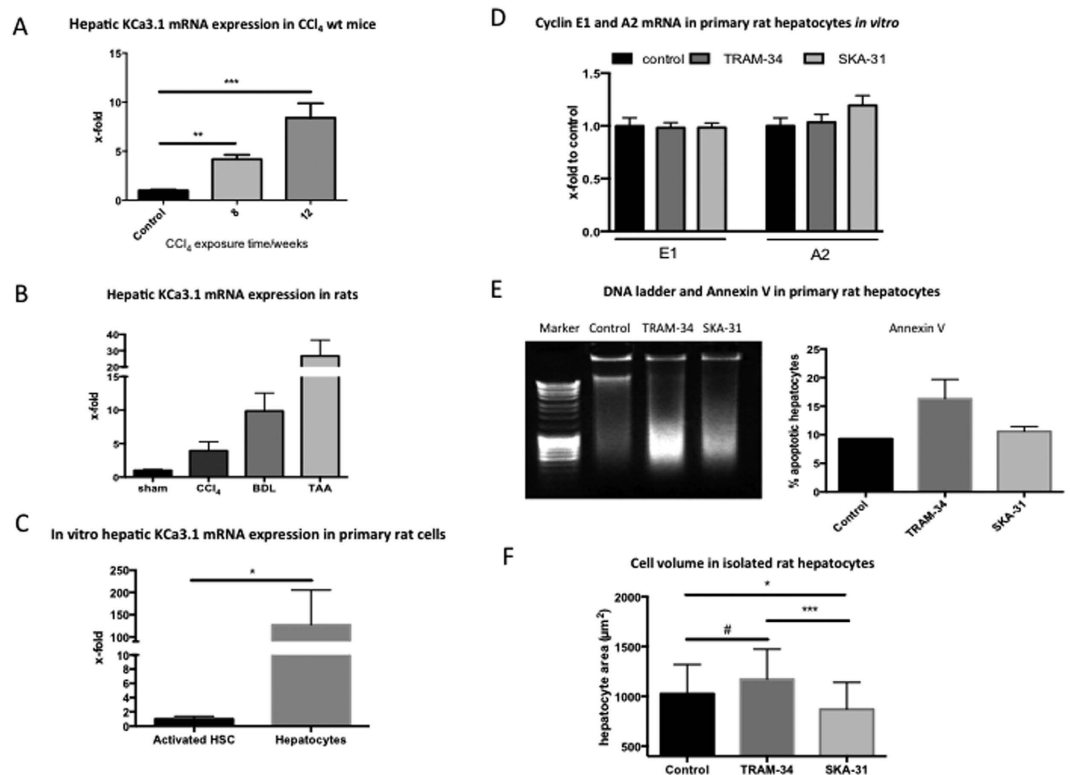 A
Hepatic KCa3.1 mRNA expression in CCl4 wt mice
x-fold
15
10
5
0
***
**
Control
8
12
CCl4 exposure time/weeks
B
Hepatic KCa3.1 mRNA expression in rats
x-fold
40
30
20
15
10
5
0
sham
CCl4
BDL
TAA
C
In vitro hepatic KCa3.1 mRNA expression in primary rat cells
x-fold
250
200
150
100
10
8
6
4
2
0
*
Activated HSC
Hepatocytes
D
Cyclin E1 and A2 mRNA in primary rat hepatocytes in vitro
control
TRAM-34
SKA-31
x-fold to control
1.5
1.0
0.5
0.0
E1
A2
E
DNA ladder and Annexin V in primary rat hepatocytes
Marker
Control
TRAM-34
SKA-31
Annexin V
% apoptotic hepatocytes
25
20
15
10
5
0
Control
TRAM-34
SKA-31
F
Cell volume in isolated rat hepatocytes
hepatocyte area (µm²)
2000
1500
1000
500
*
***
#
Control
TRAM-34
SKA-31